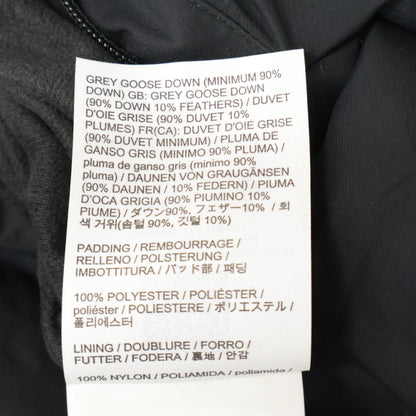 GREY GOOSE DOWN (MINIMUM 90%
DOWN) GB: GREY GOOSE DOWN
(90% DOWN 10% FEATHERS) / DUVET
D'OIE GRISE (90% DUVET 10%
PLUMES) FR(CA): DUVET D'OIE GRISE
(90% DUVET MINIMUM) / PLUMA DE
GANSO GRIS (MINIMO 90% PLUMA) /
pluma de ganso gris (mínimo 90%
pluma) / DAUNEN VON GRAUGÄNSEN
(90% DAUNEN / 10% FEDERN) / PIUMA
D'OCA GRIGIA (90% PIUMINO 10%
PIUME) / ダウン90%, フェザー10% / 회
색 거위(솜털 90%, 깃털 10%)
PADDING / REMBOURRAGE /
RELLENO / POLSTERUNG /
IMBOTTITURA / パッド部 / 패딩
100% POLYESTER / POLIÉSTER /
poliéster / POLIESTERE / ポリエステル /
폴리에스터
LINING / DOUBLURE / FORRO /
FUTTER / FODERA / 裏地 / 안감
100% NYLON / POLIAMIDA / poliamida /